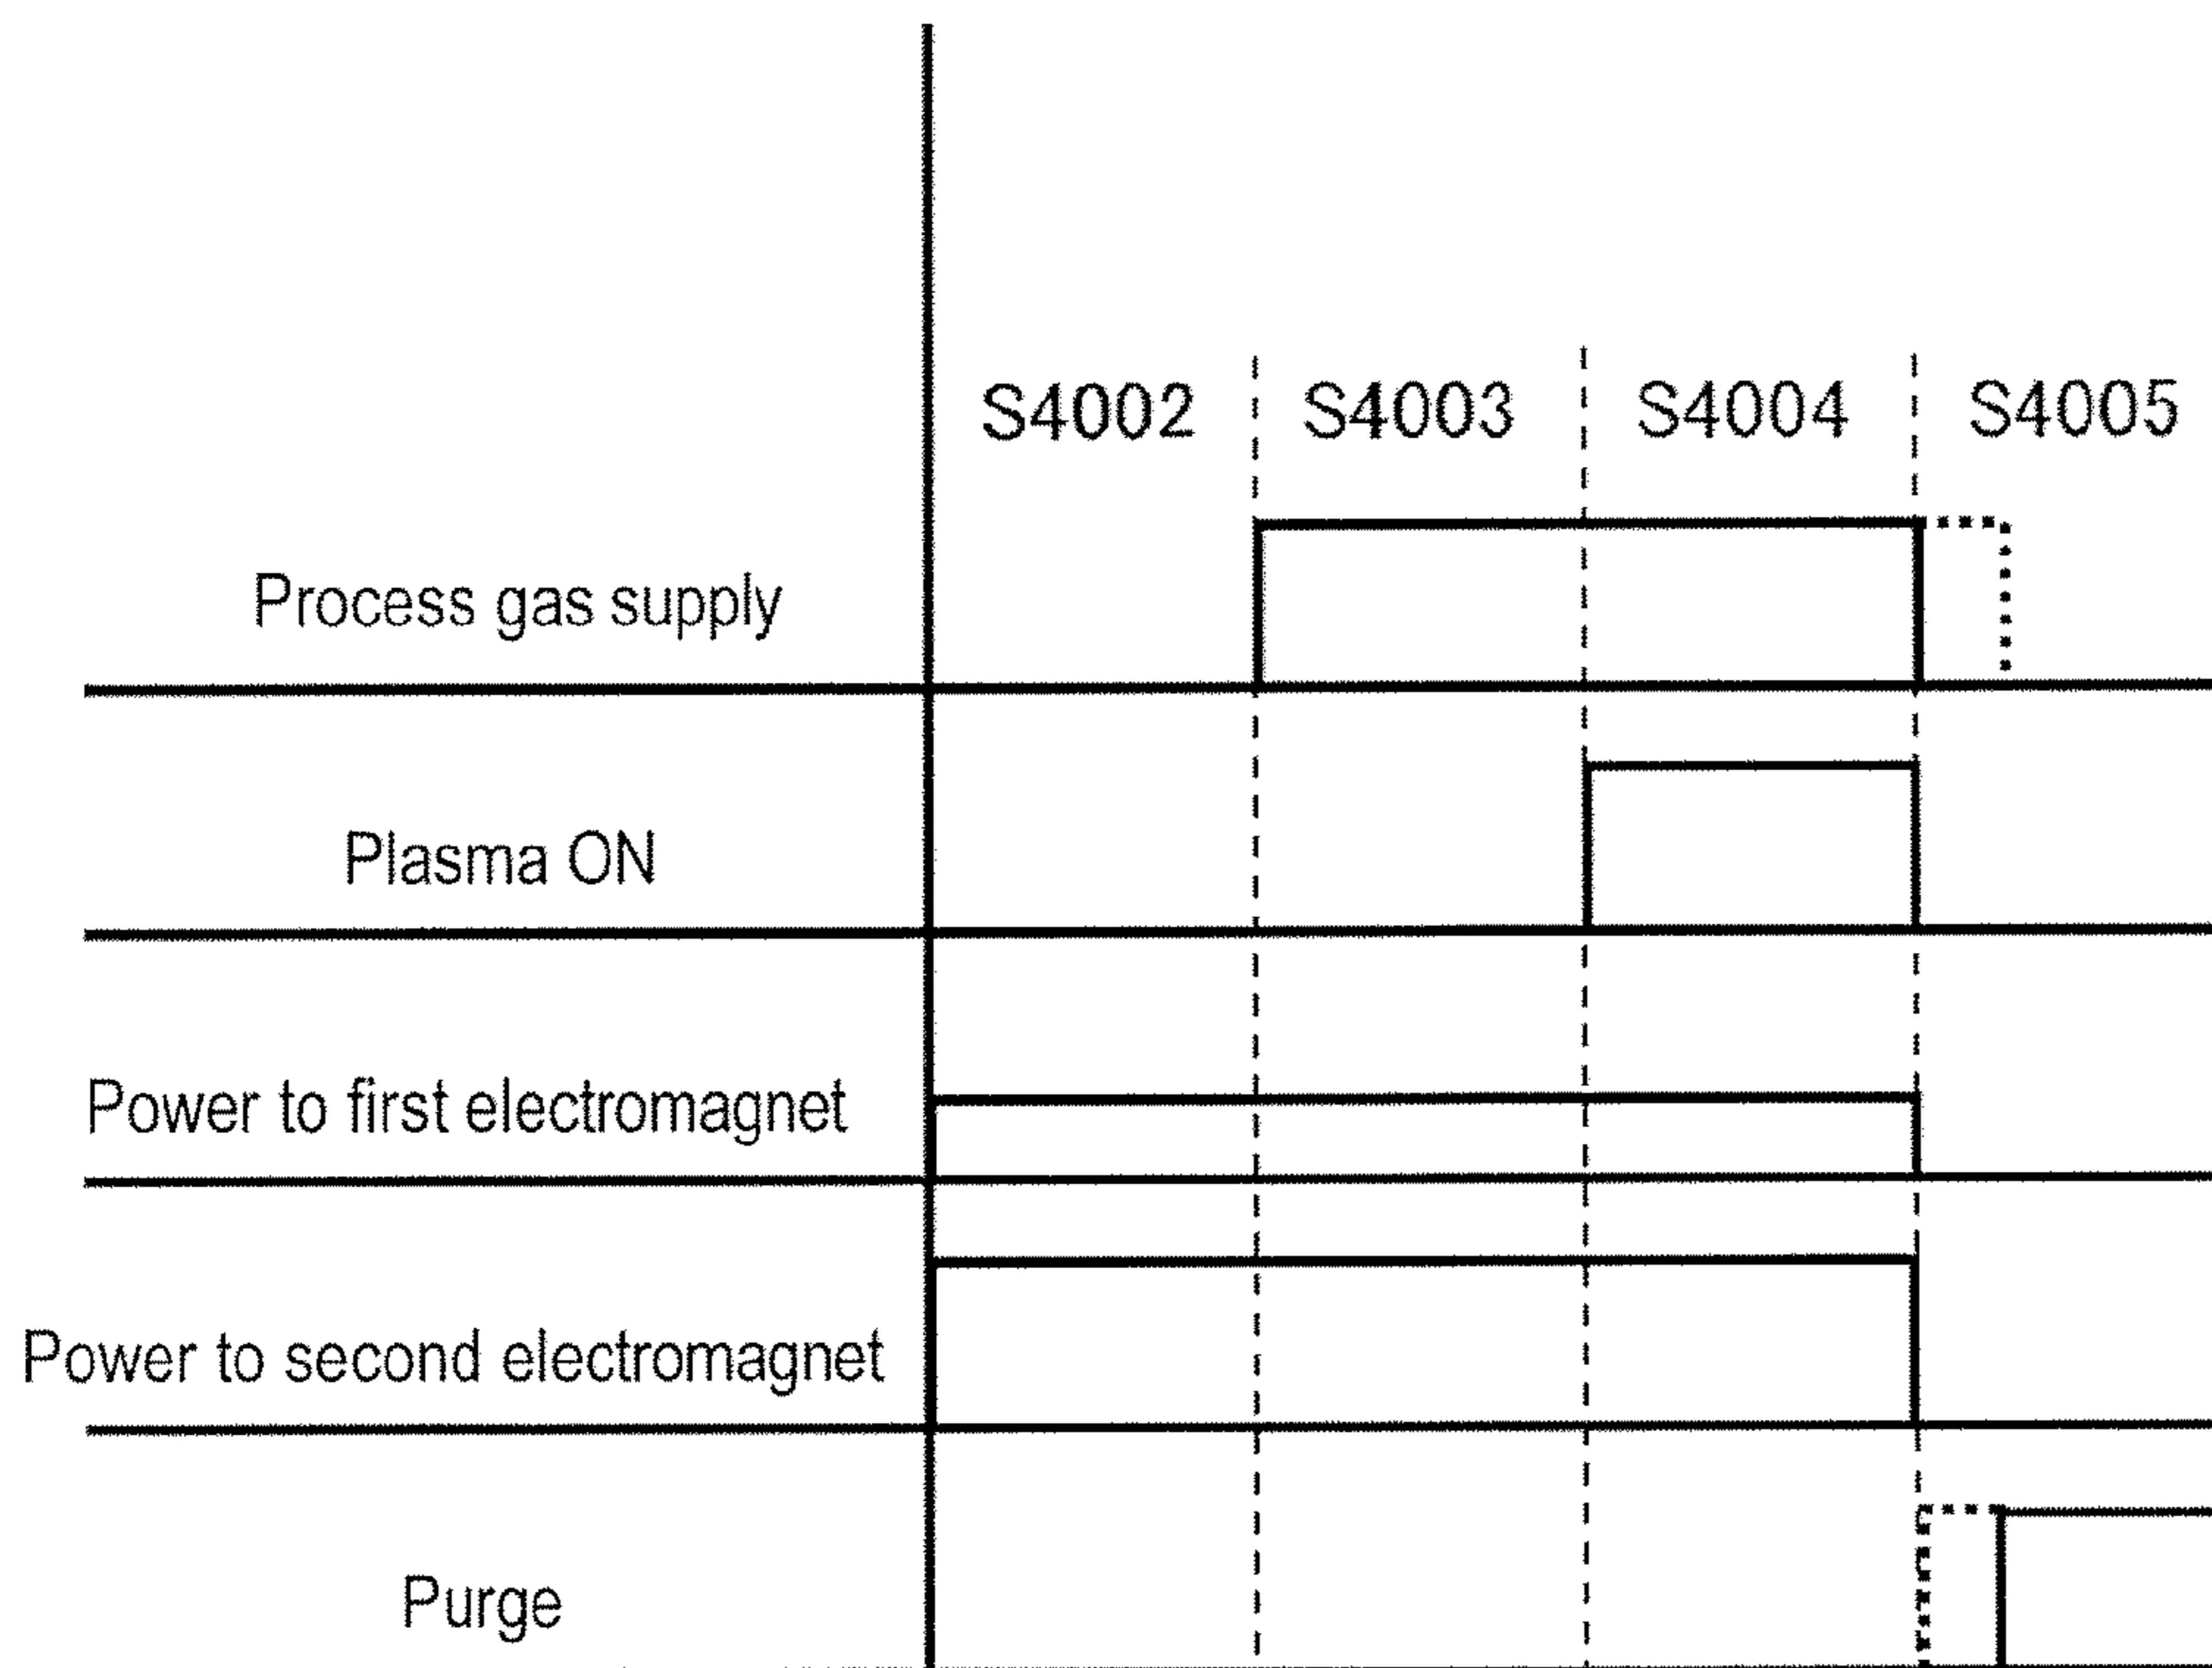 S4002 S4003 S4004 S4005
Process gas supply
Plasma ON
Power to first electromagnet
Power to second electromagnet
Purge